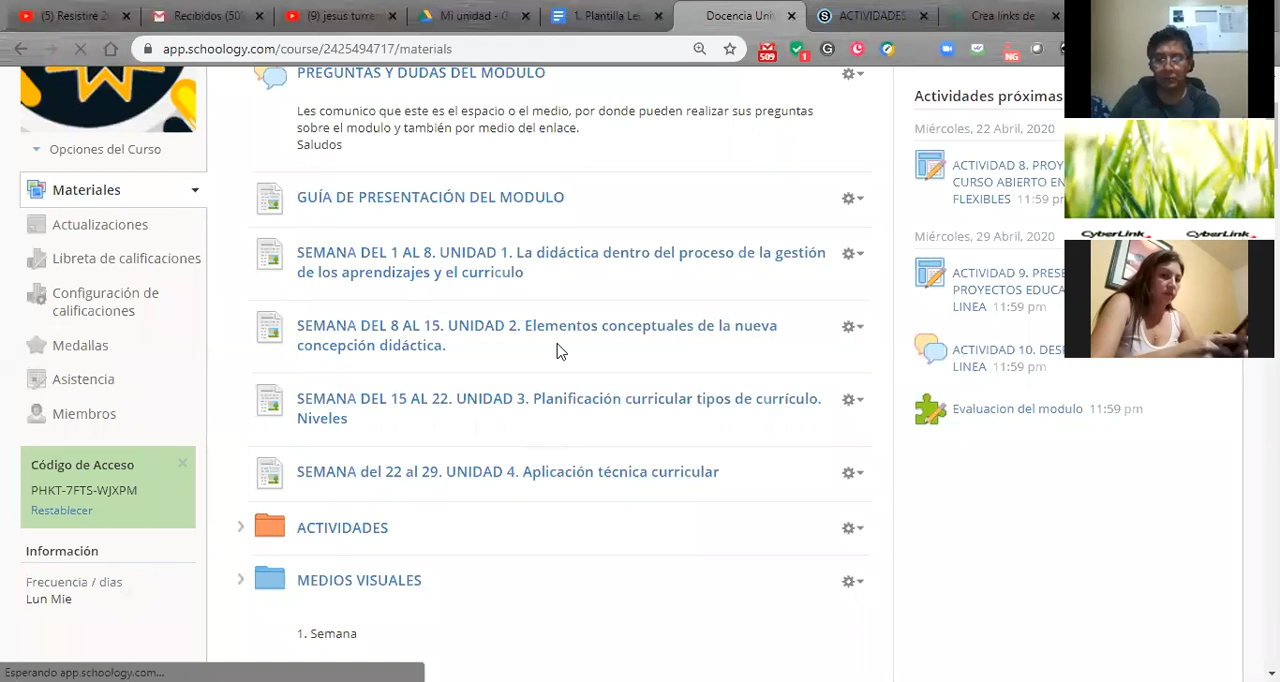 (5) Resistire 2
Recibidos (50
(9) jesus turre
Mi unidad - G
1. Plantilla Le
Docencia Uni
ACTIVIDADES
Crea links de
app.schoology.com/course/2425494717/materials
509
1
NG
PREGUNTAS Y DUDAS DEL MODULO
Les comunico que este es el espacio o el medio, por donde pueden realizar sus preguntas
sobre el modulo y también por medio del enlace.
Saludos
GUÍA DE PRESENTACIÓN DEL MODULO
SEMANA DEL 1 AL 8. UNIDAD 1. La didáctica dentro del proceso de la gestión
de los aprendizajes y el curriculo
SEMANA DEL 8 AL 15. UNIDAD 2. Elementos conceptuales de la nueva
concepción didáctica.
SEMANA DEL 15 AL 22. UNIDAD 3. Planificación curricular tipos de currículo.
Niveles
SEMANA del 22 al 29. UNIDAD 4. Aplicación técnica curricular
ACTIVIDADES
MEDIOS VISUALES
1. Semana
Opciones del Curso
Materiales
Actualizaciones
Libreta de calificaciones
Configuración de
calificaciones
Medallas
Asistencia
Miembros
Código de Acceso
PHKT-7FTS-WJXPM
Restablecer
Información
Frecuencia / dias
Lun Mie
Esperando app.schoology.com...
Actividades próximas
Miércoles, 22 Abril, 2020
ACTIVIDAD 8. PROY
CURSO ABIERTO EN
FLEXIBLES 11:59 pm
Miércoles, 29 Abril, 2020
ACTIVIDAD 9. PRESE
PROYECTOS EDUCA
LINEA 11:59 pm
ACTIVIDAD 10. DES
LINEA 11:59 pm
Evaluacion del modulo 11:59 pm
CyberLink CyberLink